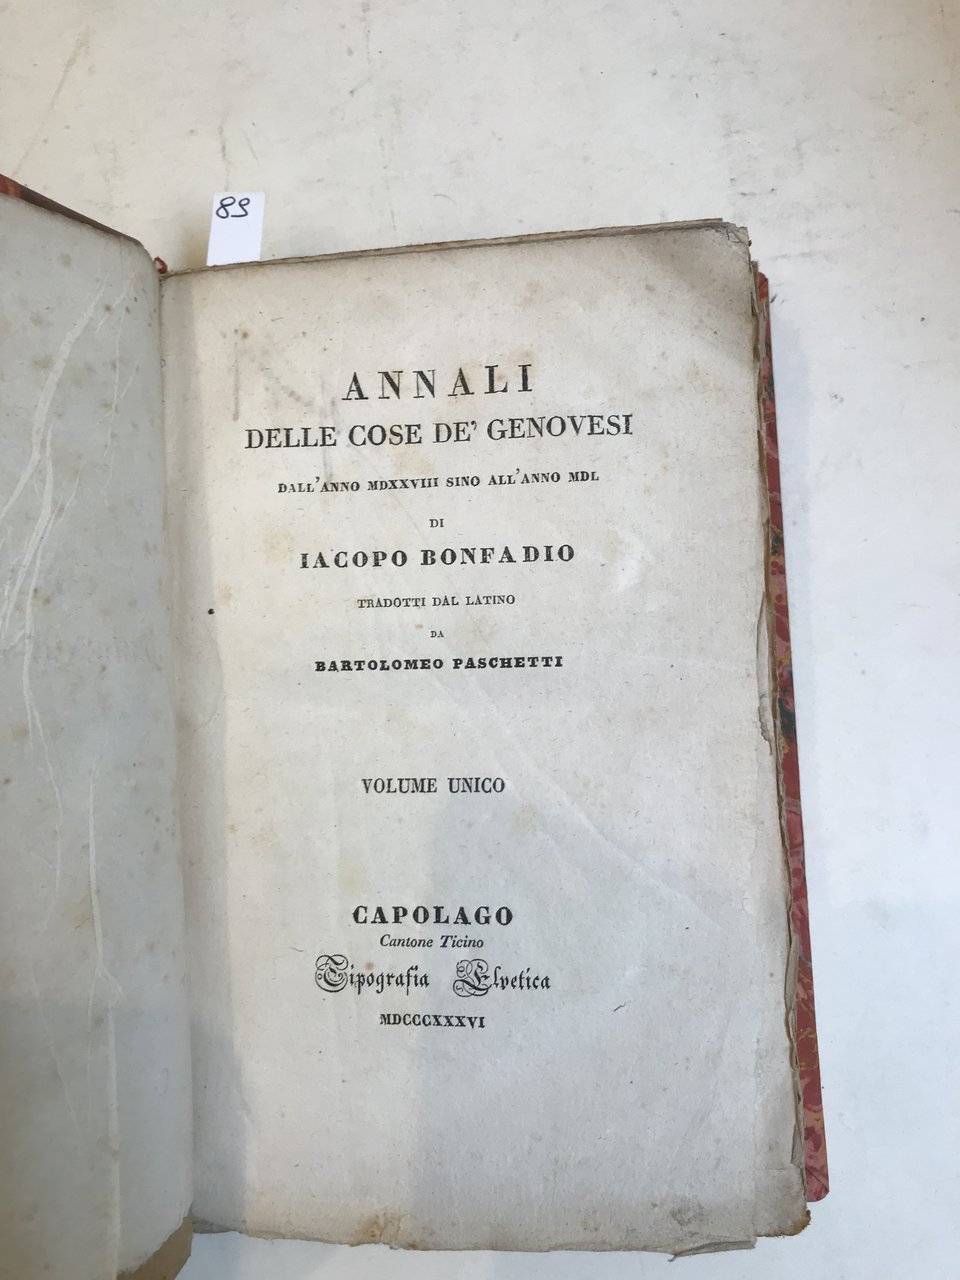 89
ANNALI
DELLE COSE DE' GENOVESI
DALL'ANNO MDXXVIII SINO ALL'ANNO MDL
DI
IACOPO BONFADIO
TRADOTTI DAL LATINO
DA
BARTOLOMEO PASCHETTI
VOLUME UNICO
CAPOLAGO
Cantone Ticino
Tipografia Elvetica
MDCCCXXXVI